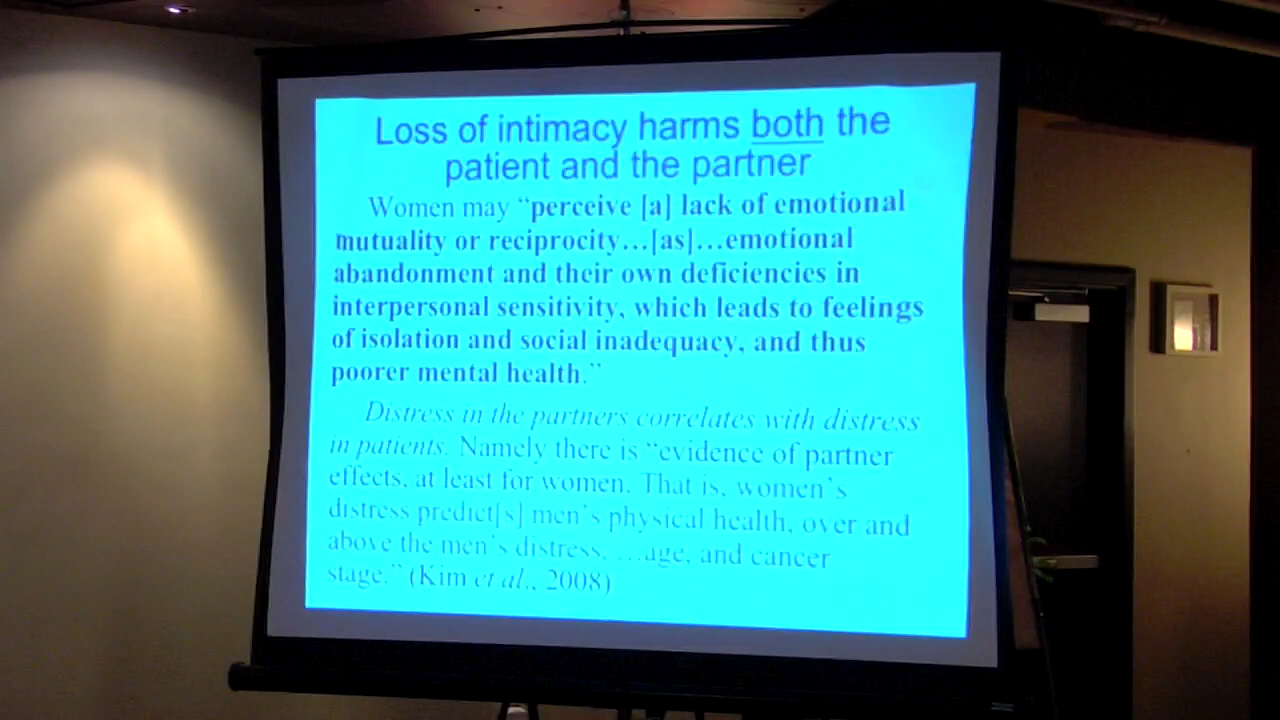 Loss of intimacy harms both the
patient and the partner
Women may “perceive [a] lack of emotional
mutuality or reciprocity…[as]…emotional
abandonment and their own deficiencies in
interpersonal sensitivity, which leads to feelings
of isolation and social inadequacy, and thus
poorer mental health.”
Distress in the partners correlates with distress
in patients. Namely there is “evidence of partner
effects, at least for women. That is, women’s
distress predict[s] men’s physical health, over and
above the men’s distress, …age, and cancer
stage.” (Kim et al., 2008)